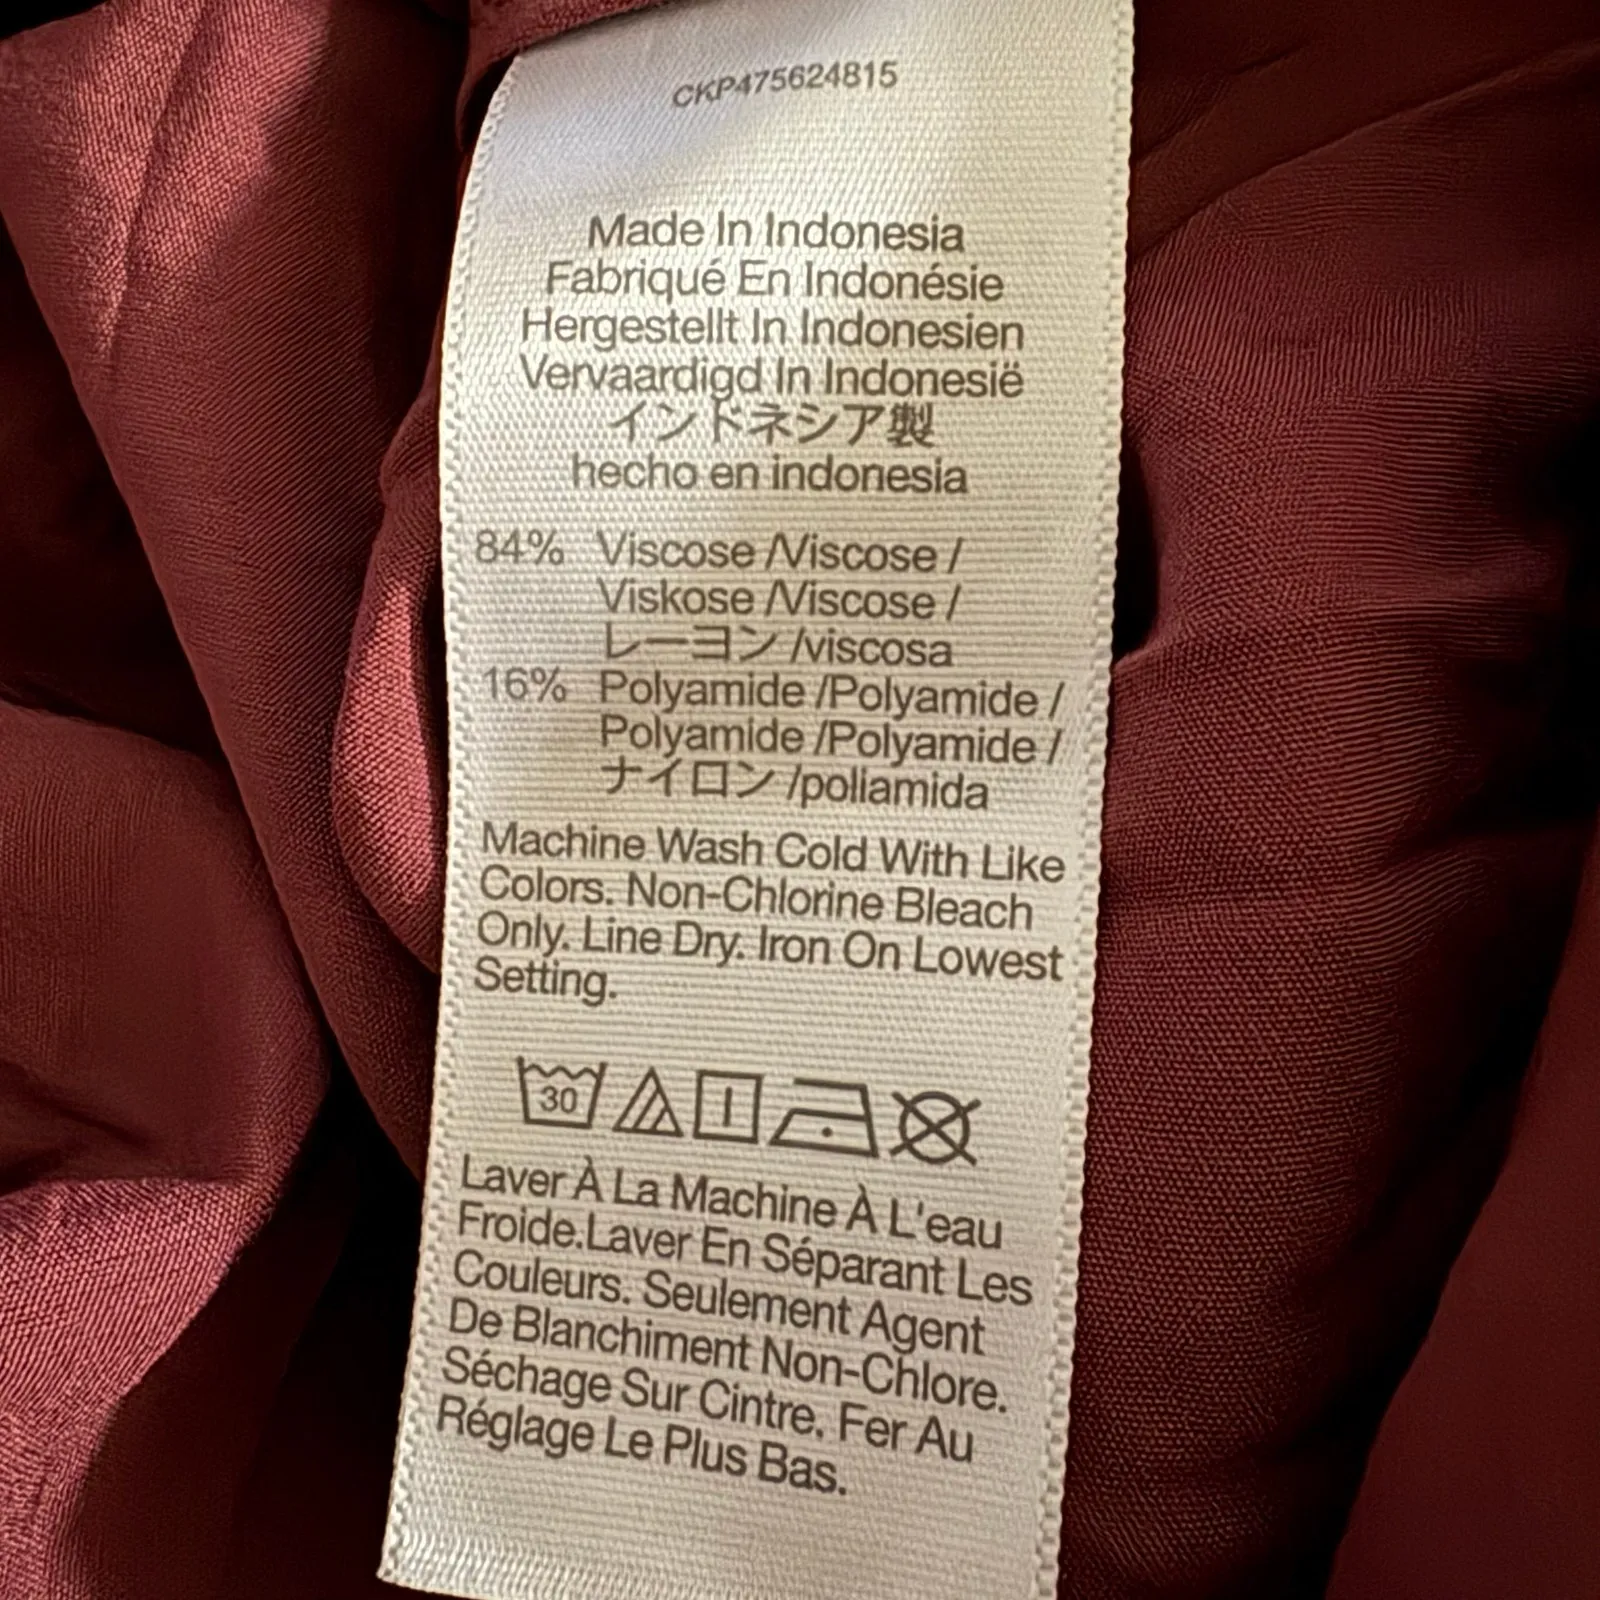 CKP475624815
Made In Indonesia
Fabriqué En Indonésie
Hergestellt In Indonesien
Vervaardigd In Indonesië
インドネシア製
hecho en indonesia
84% Viscose /Viscose /
Viskose /Viscose /
レーヨン /viscosa
16% Polyamide /Polyamide /
Polyamide /Polyamide /
ナイロン /poliamida
Machine Wash Cold With Like
Colors. Non-Chlorine Bleach
Only. Line Dry. Iron On Lowest
Setting.
30
Laver À La Machine À L'eau
Froide.Laver En Séparant Les
Couleurs. Seulement Agent
De Blanchiment Non-Chlore.
Séchage Sur Cintre. Fer Au
Réglage Le Plus Bas.